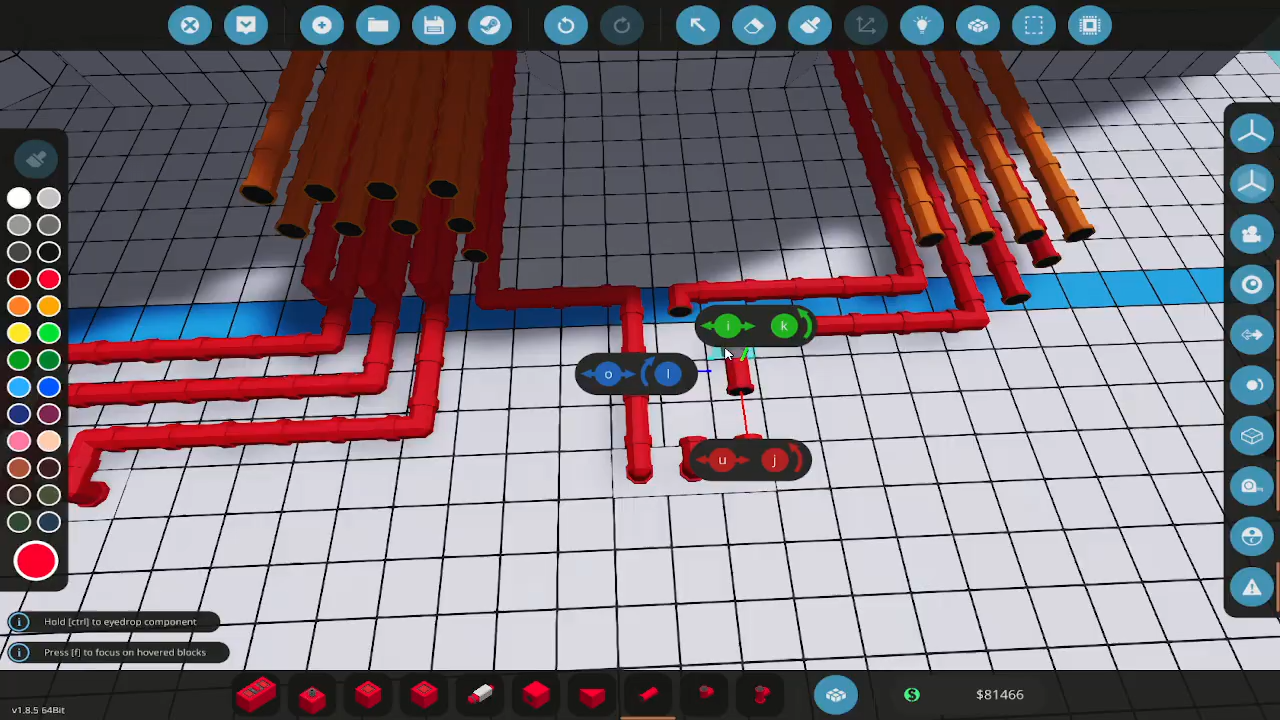 i k
o l
u j
Hold [ctrl] to eyedrop component
Press [f] to focus on hovered blocks
$ $81466
v1.8.5 64Bit